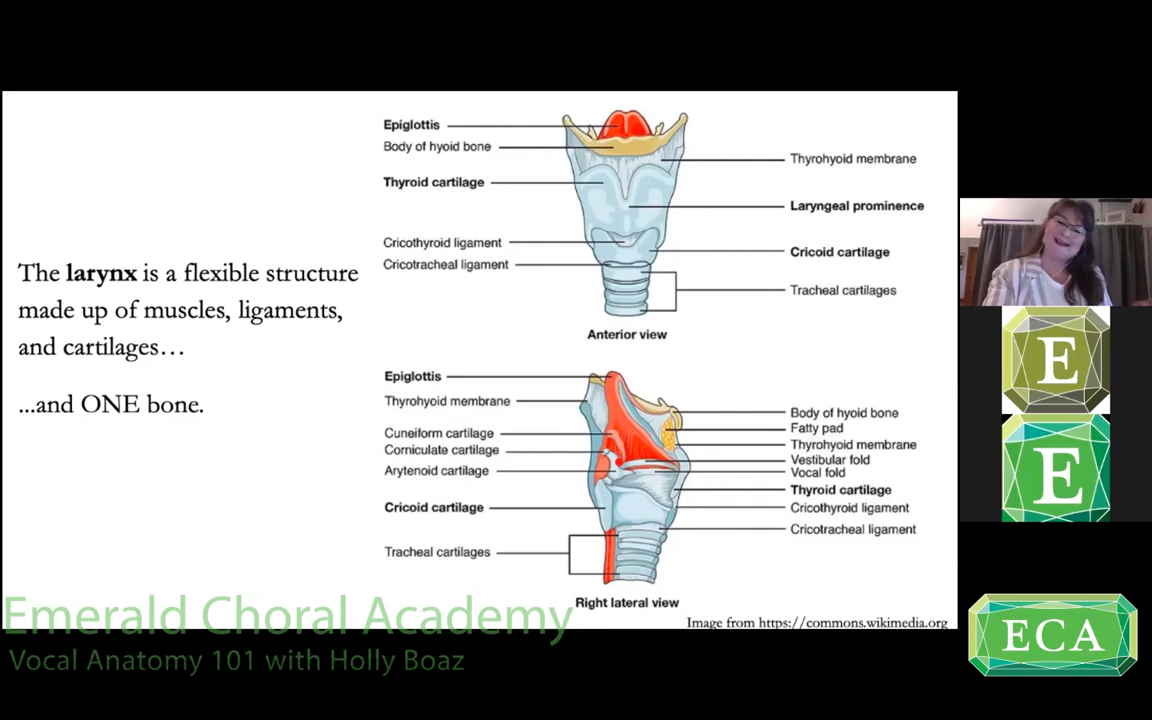 The larynx is a flexible structure
made up of muscles, ligaments,
and cartilages…
...and ONE bone.
Epiglottis
Body of hyoid bone
Thyroid cartilage
Cricothyroid ligament
Cricotracheal ligament
Thyrohyoid membrane
Laryngeal prominence
Cricoid cartilage
Tracheal cartilages
Anterior view
Epiglottis
Thyrohyoid membrane
Cuneiform cartilage
Corniculate cartilage
Arytenoid cartilage
Cricoid cartilage
Tracheal cartilages
Body of hyoid bone
Fatty pad
Thyrohyoid membrane
Vestibular fold
Vocal fold
Thyroid cartilage
Cricothyroid ligament
Cricotracheal ligament
Right lateral view
Image from https://commons.wikimedia.org
E
E
Emerald Choral Academy
Vocal Anatomy 101 with Holly Boaz
ECA